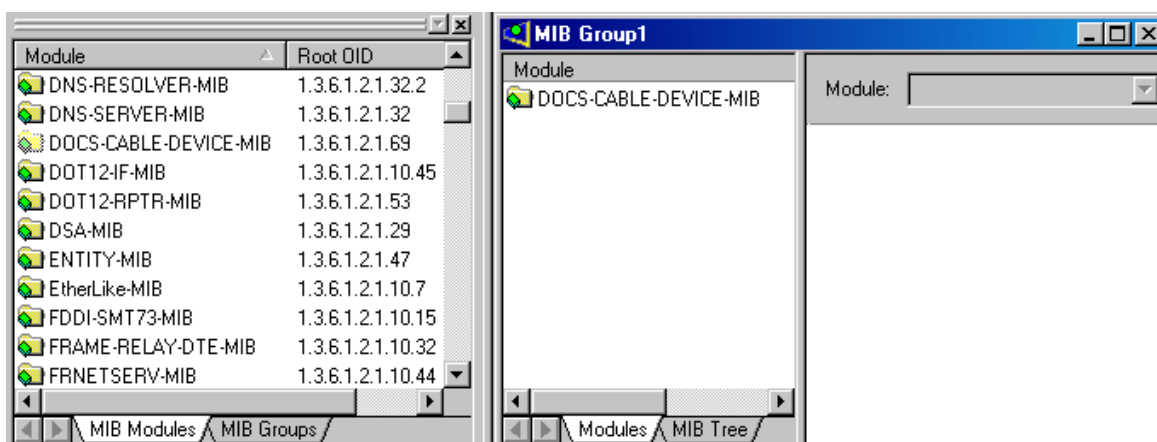 Module Root OID
DNS-RESOLVER-MIB 1.3.6.1.2.1.32.2
DNS-SERVER-MIB 1.3.6.1.2.1.32
DOCS-CABLE-DEVICE-MIB 1.3.6.1.2.1.69
DOT12-IF-MIB 1.3.6.1.2.1.10.45
DOT12-RPTR-MIB 1.3.6.1.2.1.53
DSA-MIB 1.3.6.1.2.1.29
ENTITY-MIB 1.3.6.1.2.1.47
EtherLike-MIB 1.3.6.1.2.1.10.7
FDDI-SMT73-MIB 1.3.6.1.2.1.10.15
FRAME-RELAY-DTE-MIB 1.3.6.1.2.1.10.32
FRNETSERV-MIB 1.3.6.1.2.1.10.44
MIB Modules MIB Groups
MIB Group1
Module
DOCS-CABLE-DEVICE-MIB
Modules MIB Tree
Module: